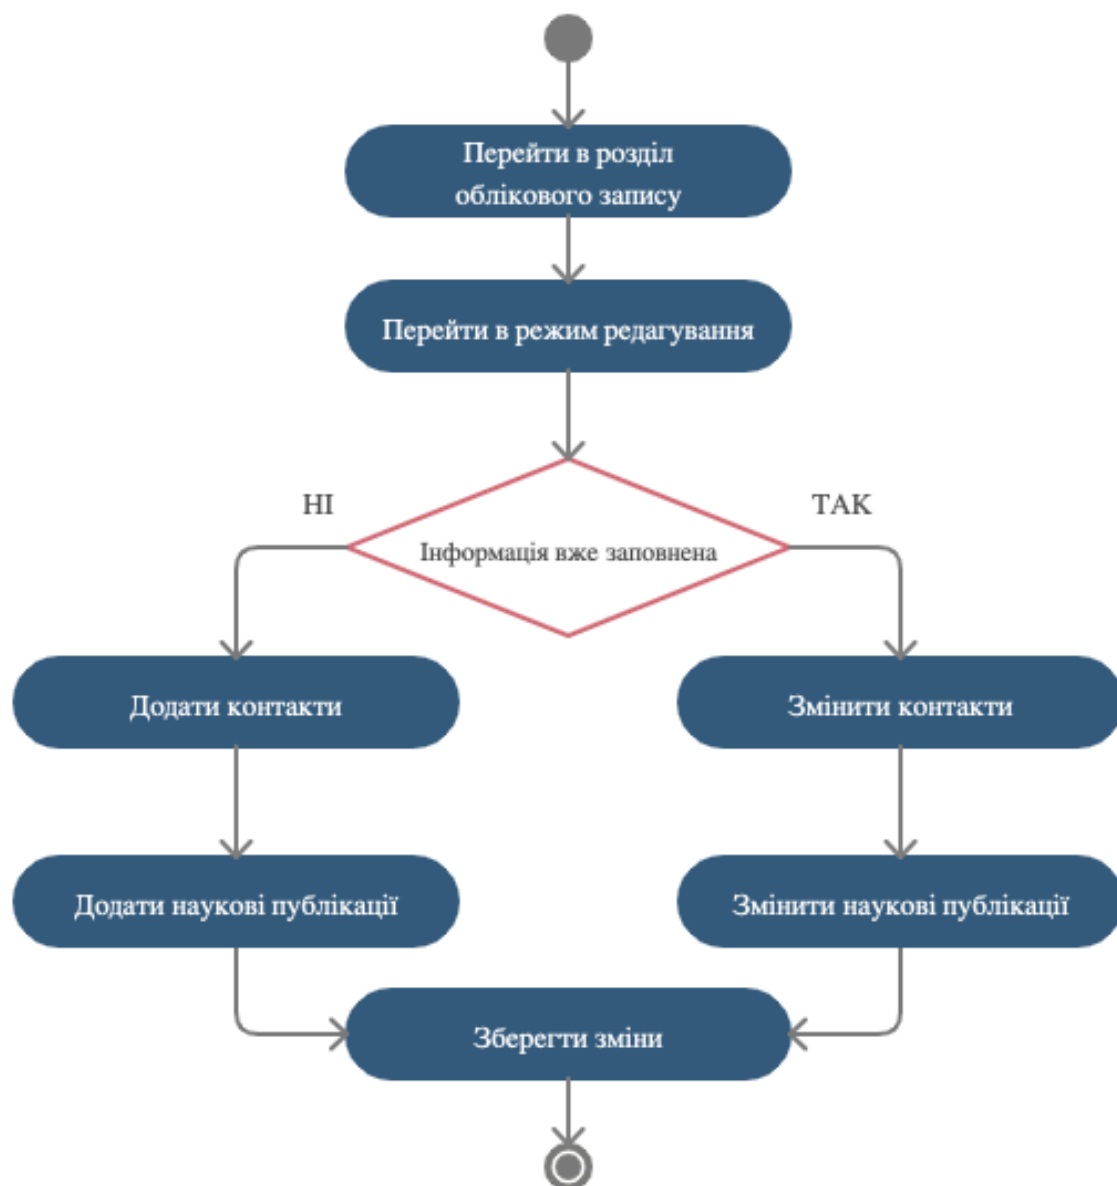 Перейти в розділ
облікового запису
Перейти в режим редагування
НІ
ТАК
Інформація вже заповнена
Додати контакти
Змінити контакти
Додати наукові публікації
Змінити наукові публікації
Зберегти зміни